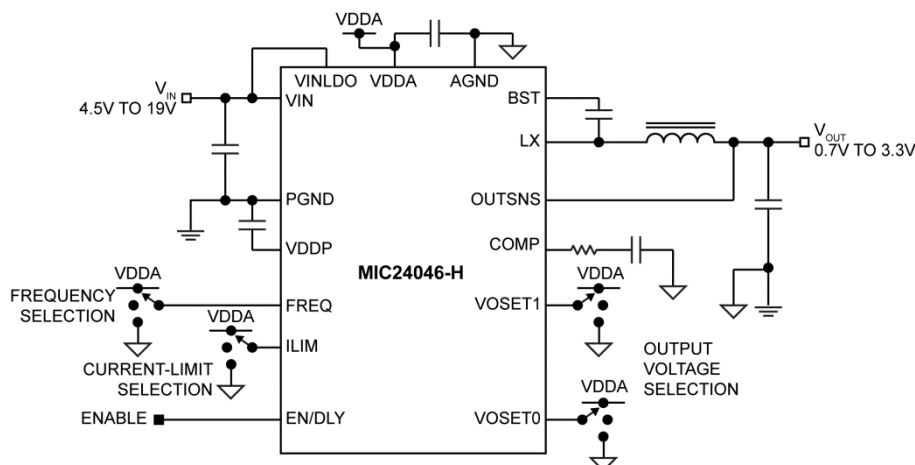 VDDA
VINLDO
VDDA
AGND
V_IN
4.5V TO 19V
VIN
BST
LX
V_OUT
0.7V TO 3.3V
PGND
OUTSNS
VDDP
COMP
MIC24046-H
VDDA
FREQUENCY
SELECTION
FREQ
VOSET1
VDDA
VDDA
ILIM
CURRENT-LIMIT
SELECTION
OUTPUT
VOLTAGE
SELECTION
VDDA
ENABLE
EN/DLY
VOSET0